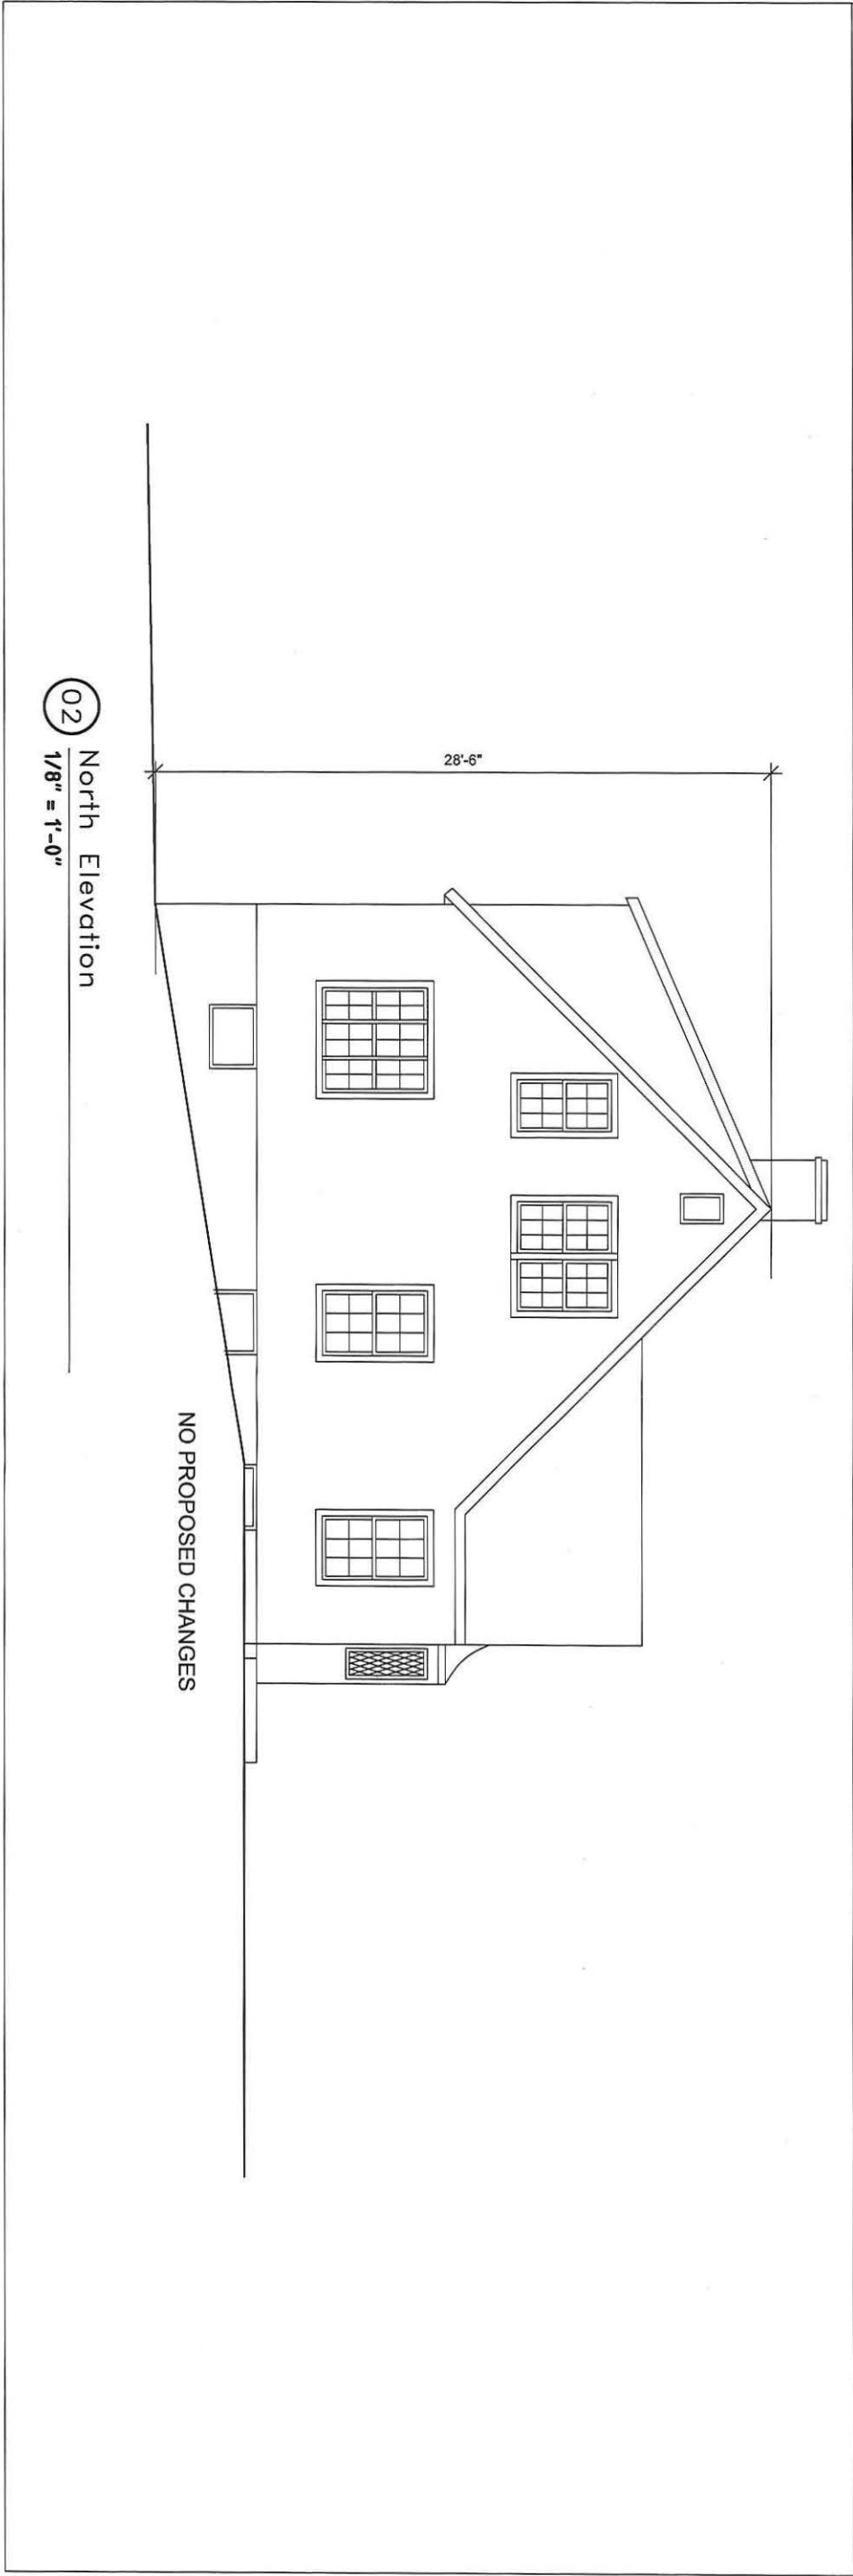 28'-6"
NO PROPOSED CHANGES
02
North Elevation
1/8" = 1'-0"